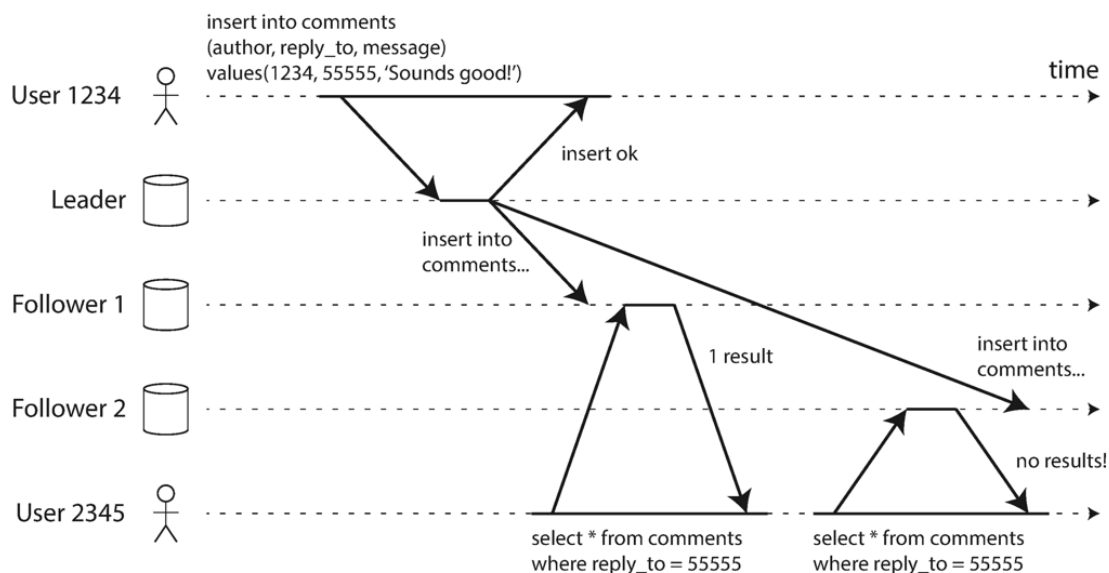 insert into comments
(author, reply_to, message)
values(1234, 55555, ‘Sounds good!’)
time
User 1234
insert ok
Leader
insert into
comments...
Follower 1
1 result
insert into
comments...
Follower 2
no results!
User 2345
select * from comments
where reply_to = 55555
select * from comments
where reply_to = 55555